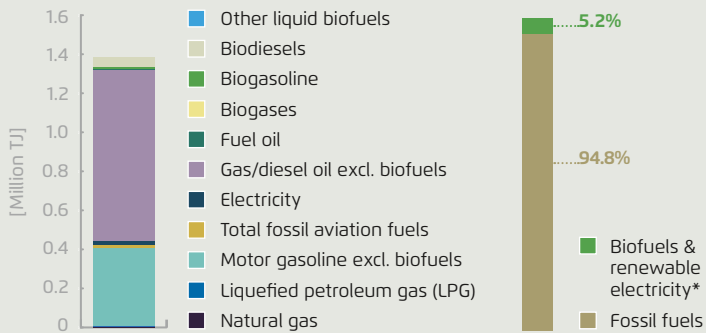 [Million TJ]
1.6
1.4
1.2
1.0
0.8
0.6
0.4
0.2
0
Other liquid biofuels
Biodiesels
Biogasoline
Biogases
Fuel oil
Gas/diesel oil excl. biofuels
Electricity
Total fossil aviation fuels
Motor gasoline excl. biofuels
Liquefied petroleum gas (LPG)
Natural gas
5.2%
94.8%
Biofuels &
renewable
electricity*
Fossil fuels